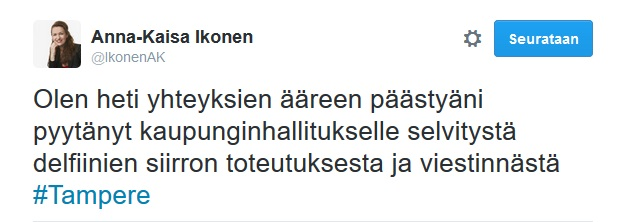 Anna-Kaisa Ikonen
@IkonenAK
Seurataan
Olen heti yhteyksien ääreen päästyäni
pyytänyt kaupunginhallitukselle selvitystä
delfiinien siirron toteutuksesta ja viestinnästä
#Tampere